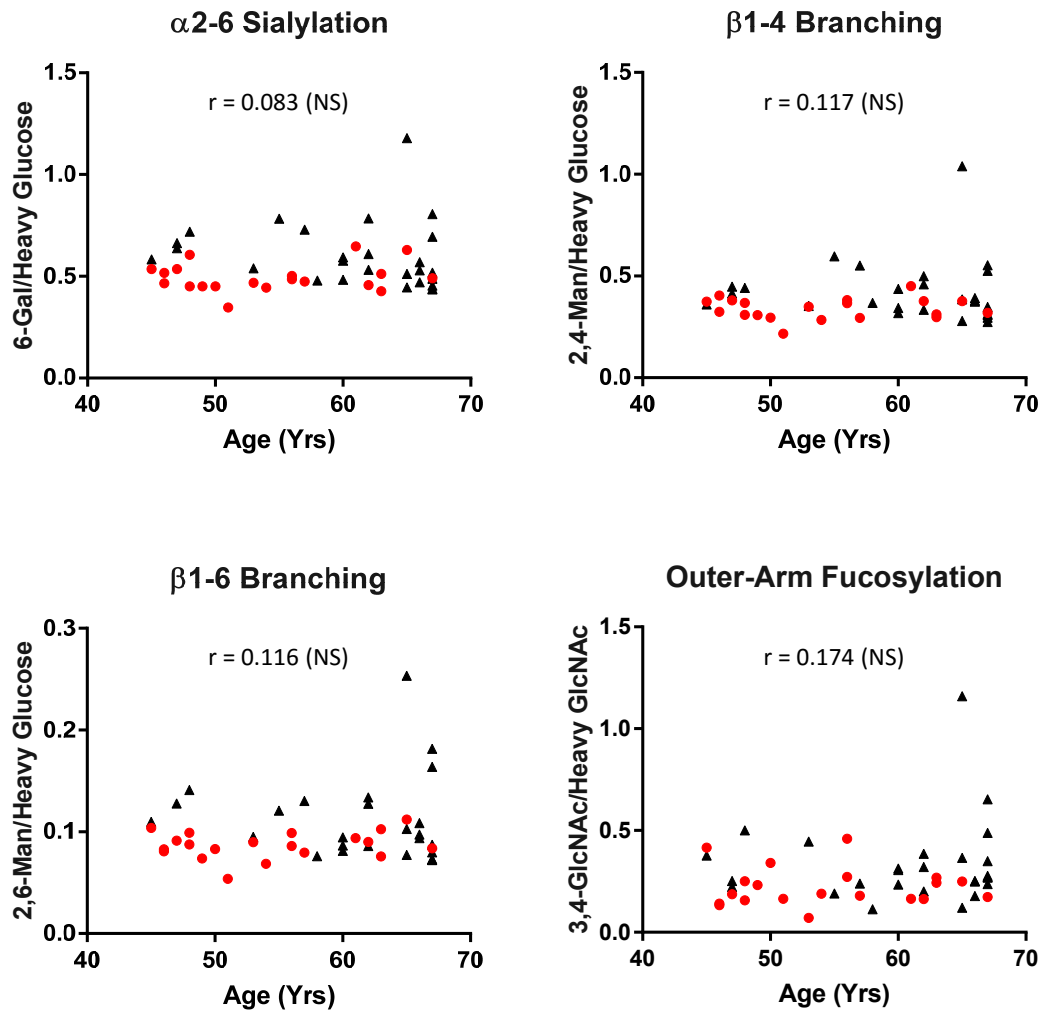 α2-6 Sialylation
1.5
1.0
0.5
0.0
6-Gal/Heavy Glucose
r = 0.083 (NS)
40 50 60 70
Age (Yrs)
β1-4 Branching
1.5
1.0
0.5
0.0
2,4-Man/Heavy Glucose
r = 0.117 (NS)
40 50 60 70
Age (Yrs)
β1-6 Branching
0.3
0.2
0.1
0.0
2,6-Man/Heavy Glucose
r = 0.116 (NS)
40 50 60 70
Age (Yrs)
Outer-Arm Fucosylation
1.5
1.0
0.5
0.0
3,4-GlcNAc/Heavy GlcNAc
r = 0.174 (NS)
40 50 60 70
Age (Yrs)